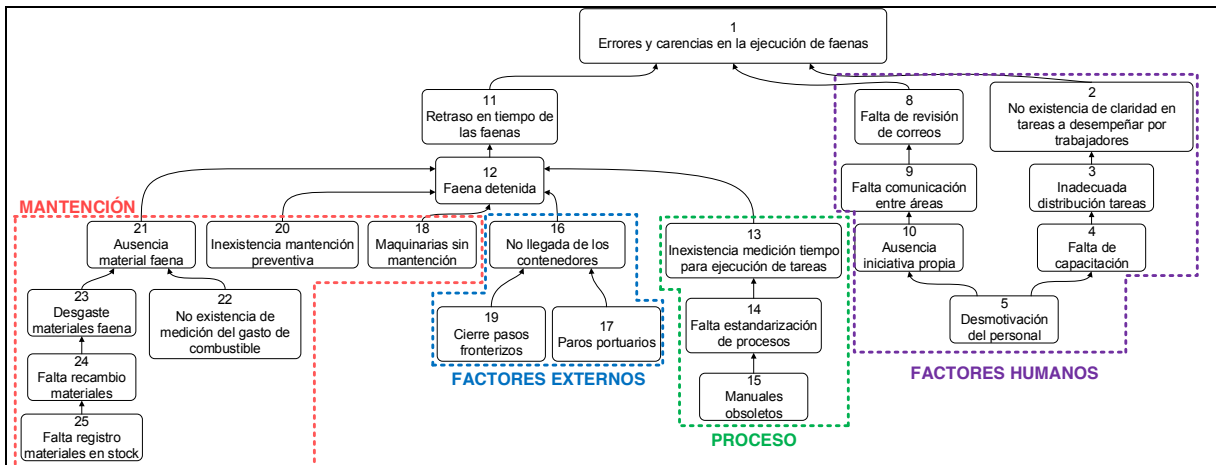 1
Errores y carencias en la ejecución de faenas
11
Retraso en tiempo de
las faenas
8
Falta de revisión
de correos
2
No existencia de claridad en
tareas a desempeñar por
trabajadores
12
Faena detenida
9
Falta comunicación
entre áreas
3
Inadecuada
distribución tareas
MANTENCIÓN
21
Ausencia
material faena
20
Inexistencia mantención
preventiva
18
Maquinarias sin
mantención
16
No llegada de los
contenedores
13
Inexistencia medición tiempo
para ejecución de tareas
10
Ausencia
iniciativa propia
4
Falta de
capacitación
23
Desgaste
materiales faena
22
No existencia de
medición del gasto de
combustible
19
Cierre pasos
fronterizos
17
Paros portuarios
14
Falta estandarización
de procesos
5
Desmotivación
del personal
24
Falta recambio
materiales
FACTORES EXTERNOS
FACTORES HUMANOS
15
Manuales
obsoletos
25
Falta registro
materiales en stock
PROCESO